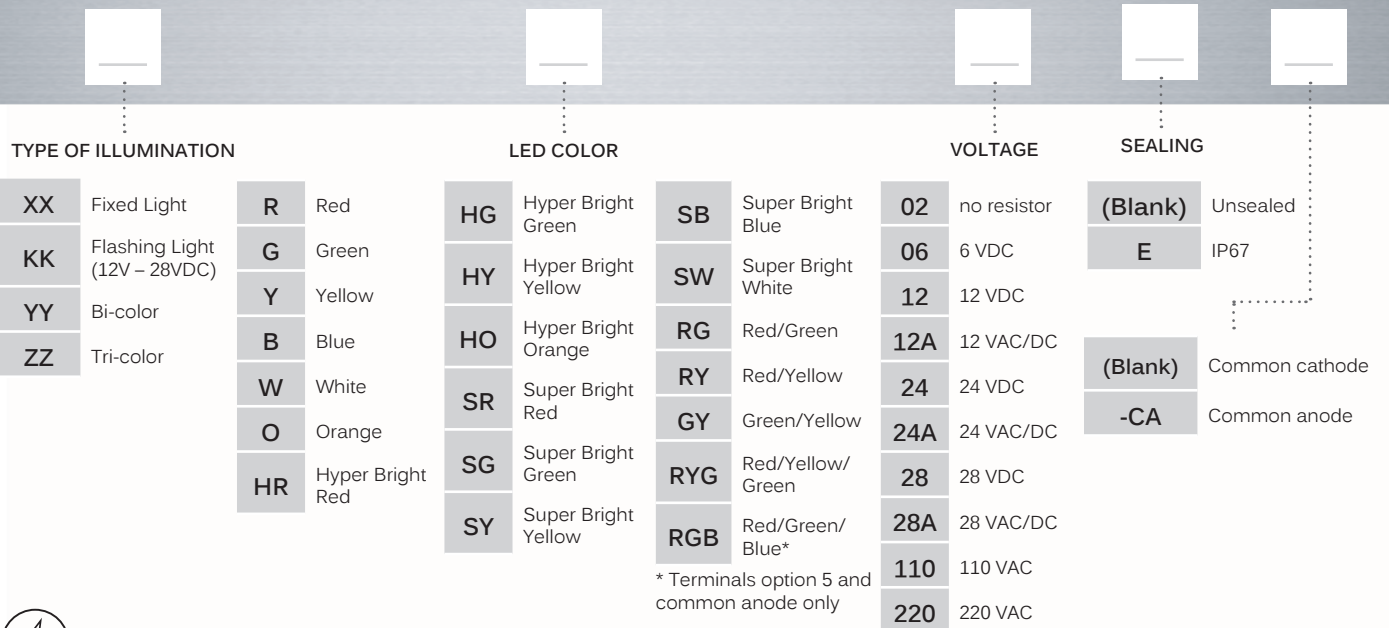 TYPE OF ILLUMINATION
XX Fixed Light
KK Flashing Light
(12V – 28VDC)
YY Bi-color
ZZ Tri-color
LED COLOR
R Red
G Green
Y Yellow
B Blue
W White
O Orange
HR Hyper Bright
Red
HG Hyper Bright
Green
HY Hyper Bright
Yellow
HO Hyper Bright
Orange
SR Super Bright
Red
SG Super Bright
Green
SY Super Bright
Yellow
SB Super Bright
Blue
SW Super Bright
White
RG Red/Green
RY Red/Yellow
GY Green/Yellow
RYG Red/Yellow/
Green
RGB Red/Green/
Blue*
* Terminals option 5 and
common anode only
VOLTAGE
02 no resistor
06 6 VDC
12 12 VDC
12A 12 VAC/DC
24 24 VDC
24A 24 VAC/DC
28 28 VDC
28A 28 VAC/DC
110 110 VAC
220 220 VAC
SEALING
(Blank) Unsealed
E IP67
(Blank) Common cathode
-CA Common anode